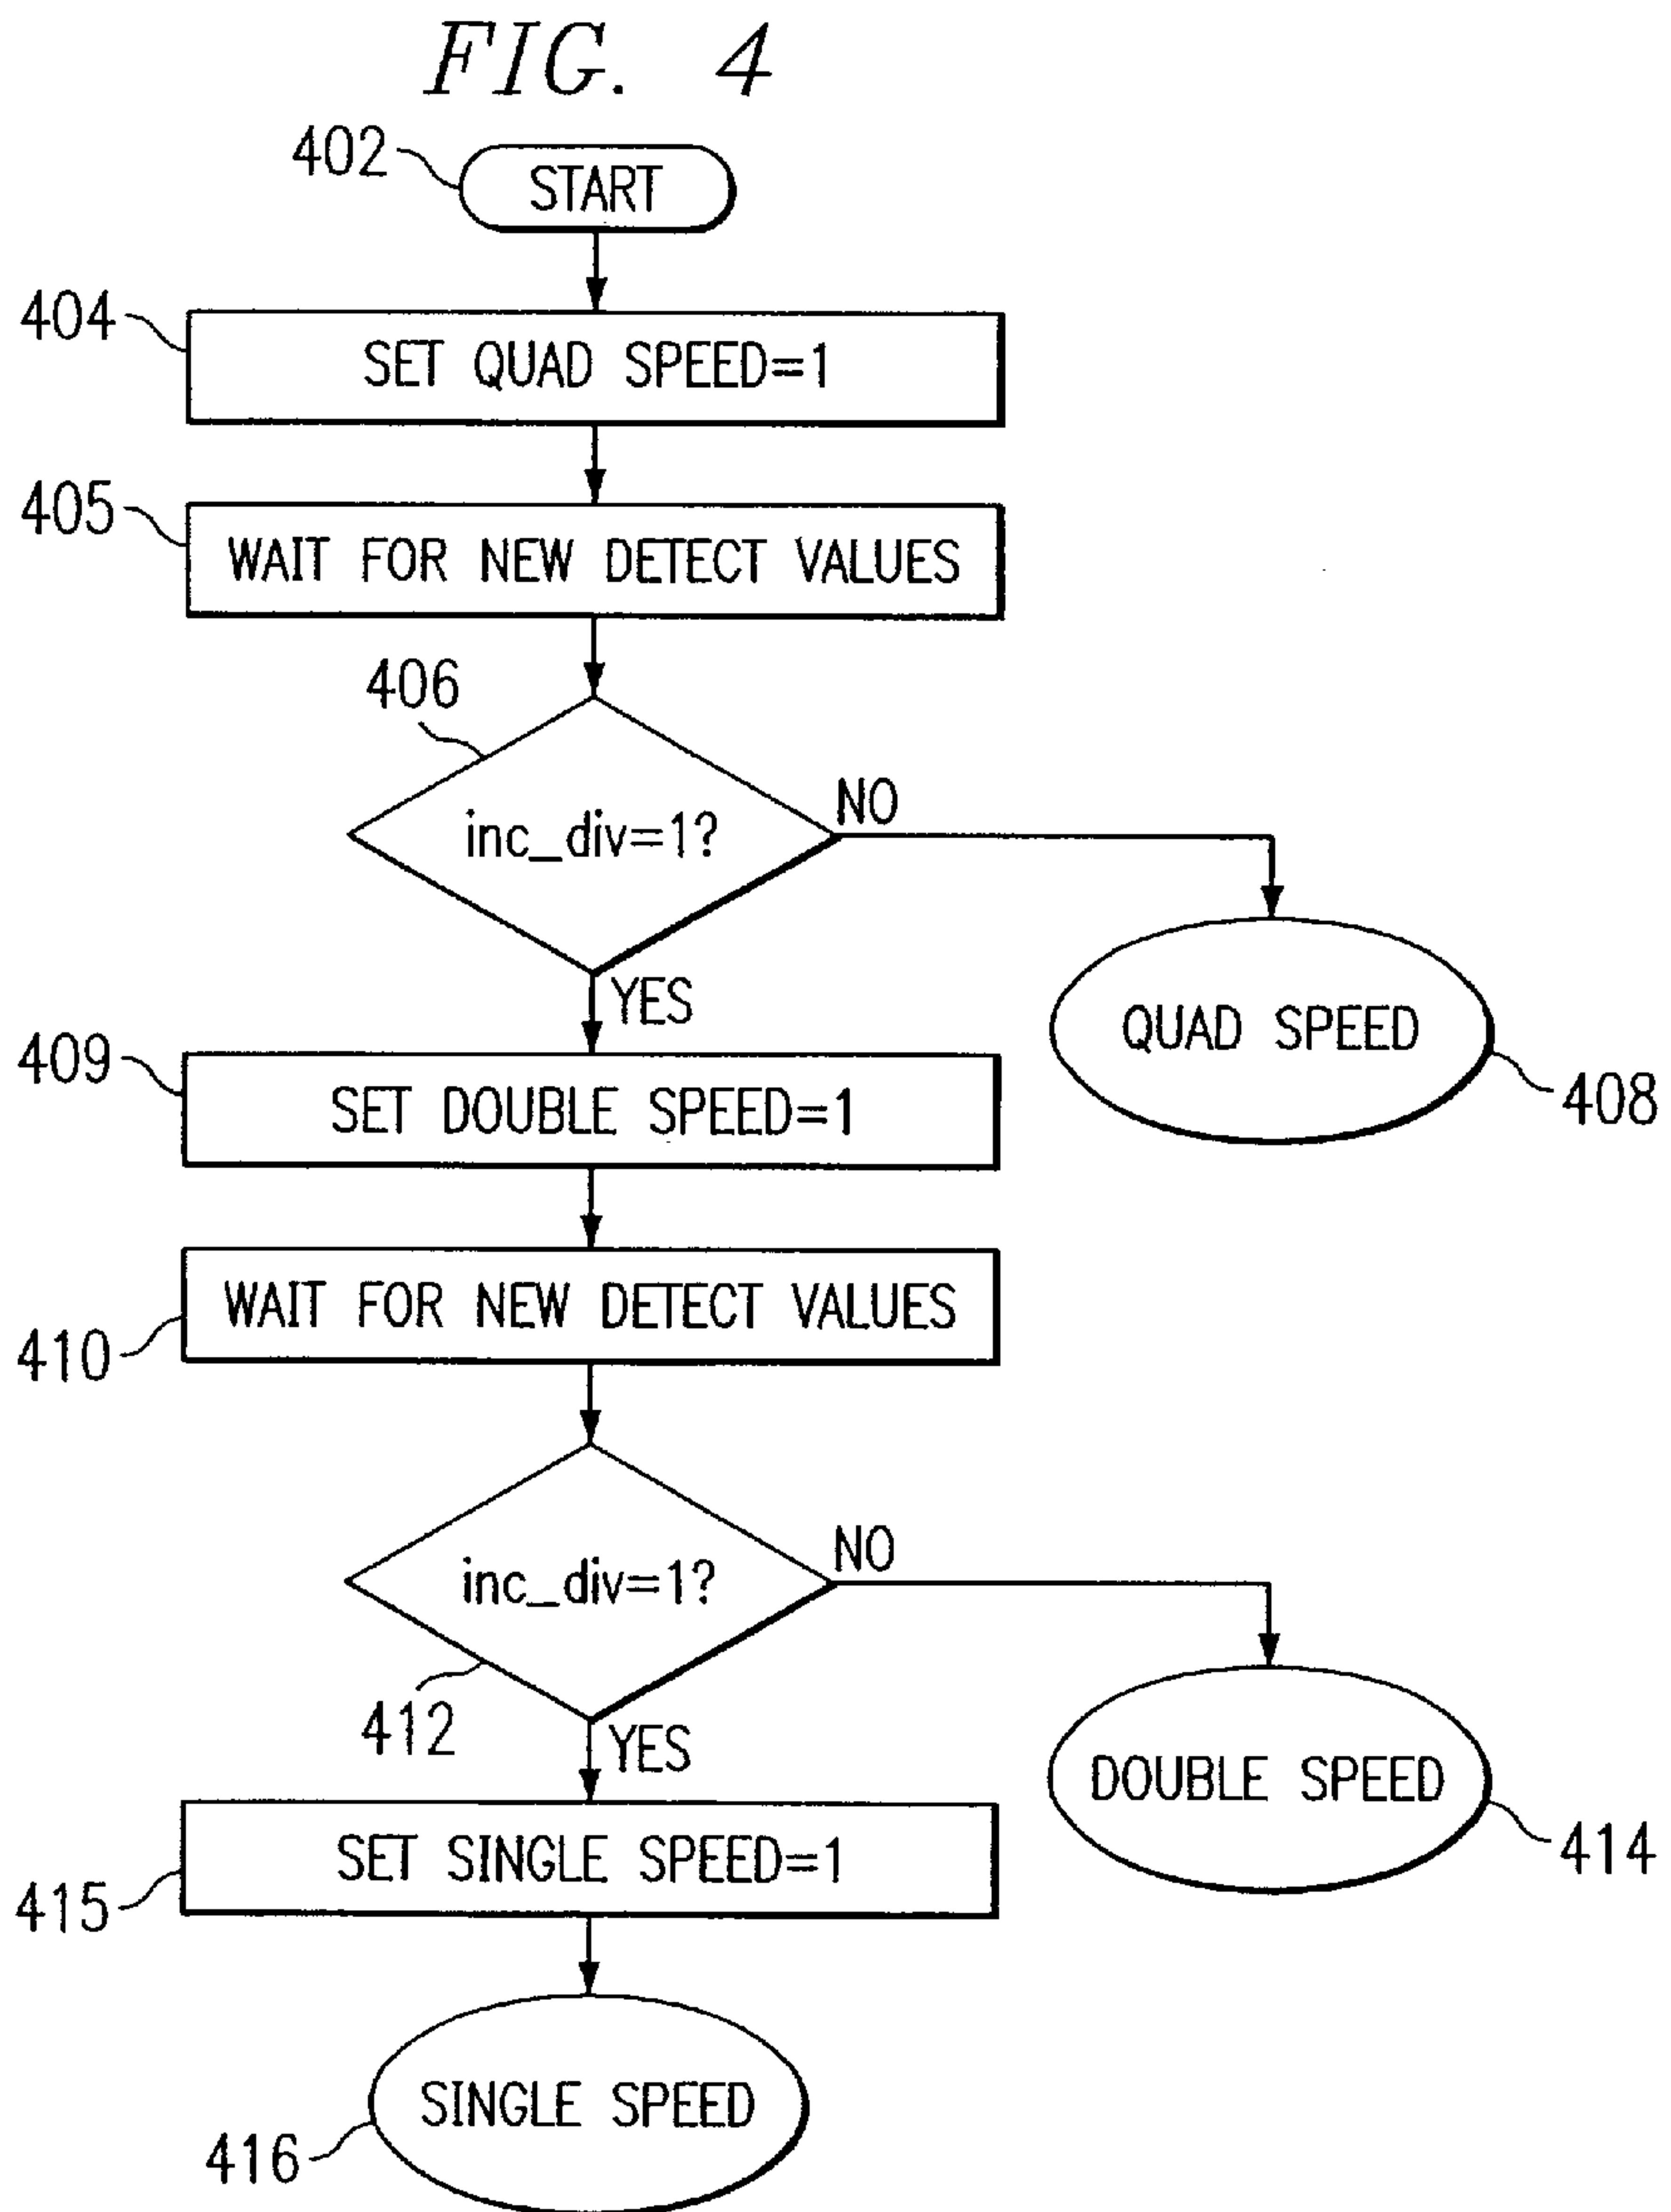 FIG. 4
402
START
404
SET QUAD SPEED=1
405
WAIT FOR NEW DETECT VALUES
406
inc_div=1?
NO
YES
QUAD SPEED
408
409
SET DOUBLE SPEED=1
410
WAIT FOR NEW DETECT VALUES
412
inc_div=1?
NO
YES
DOUBLE SPEED
414
415
SET SINGLE SPEED=1
SINGLE SPEED
416